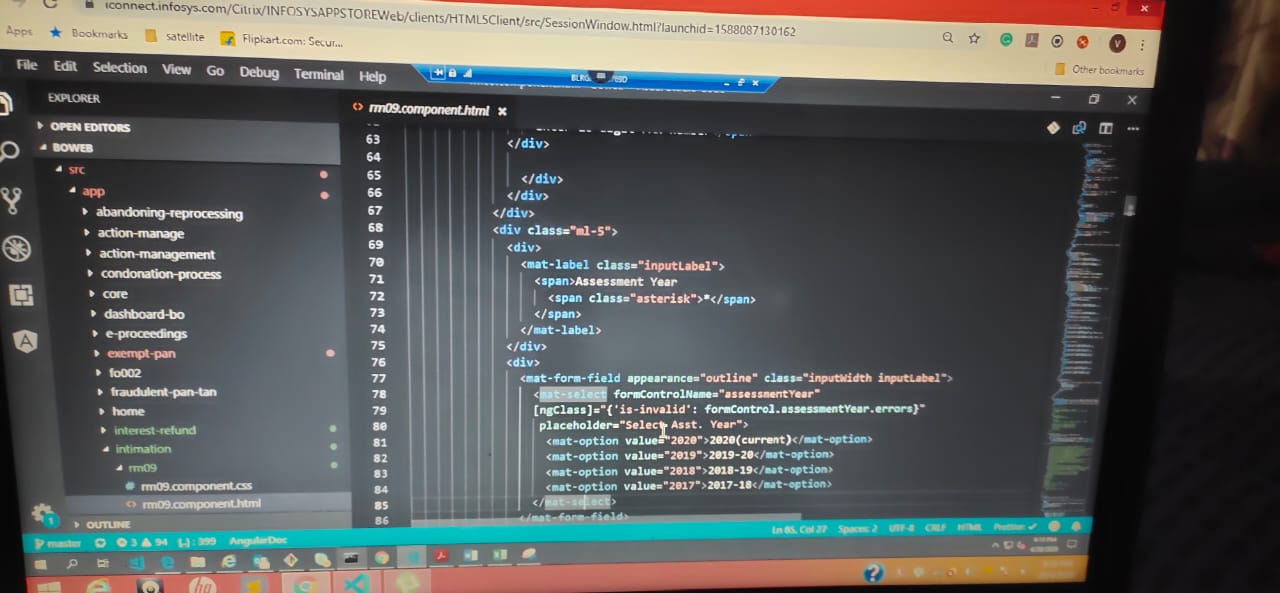 iconnect.infosys.com/Citrix/INFOSYSAPPSTOREWeb/clients/HTML5Client/src/SessionWindow.html?launchid=1588087130162
Apps Bookmarks satellite Flipkart.com: Secur... Other bookmarks
File Edit Selection View Go Debug Terminal Help
EXPLORER
OPEN EDITORS
BOWEB
src
app
abandoning-reprocessing
action-manage
action-management
condonation-process
core
dashboard-bo
e-proceedings
exempt-pan
fo002
fraudulent-pan-tan
home
interest-refund
intimation
rm09
# rm09.component.css
<> rm09.component.html
OUTLINE
<> rm09.component.html ×
63 </div>
64
65 </div>
66 </div>
67 </div>
68 <div class="ml-5">
69 <div>
70 <mat-label class="inputLabel">
71 <span>Assessment Year
72 <span class="asterisk">*</span>
73 </span>
74 </mat-label>
75 </div>
76 <div>
77 <mat-form-field appearance="outline" class="inputWidth inputLabel">
78 <mat-select formControlName="assessmentYear"
79 [ngClass]="{'is-invalid': formControl.assessmentYear.errors}"
80 placeholder="Select Asst. Year">
81 <mat-option value="2020">2020(current)</mat-option>
82 <mat-option value="2019">2019-20</mat-option>
83 <mat-option value="2018">2018-19</mat-option>
84 <mat-option value="2017">2017-18</mat-option>
85 </mat-select>
86 </mat-form-field>
master 3 94 {.} : 399 AngularDoc Ln 85, Col 27 Spaces: 2 UTF-8 CRLF HTML Prettier: ✓
hp